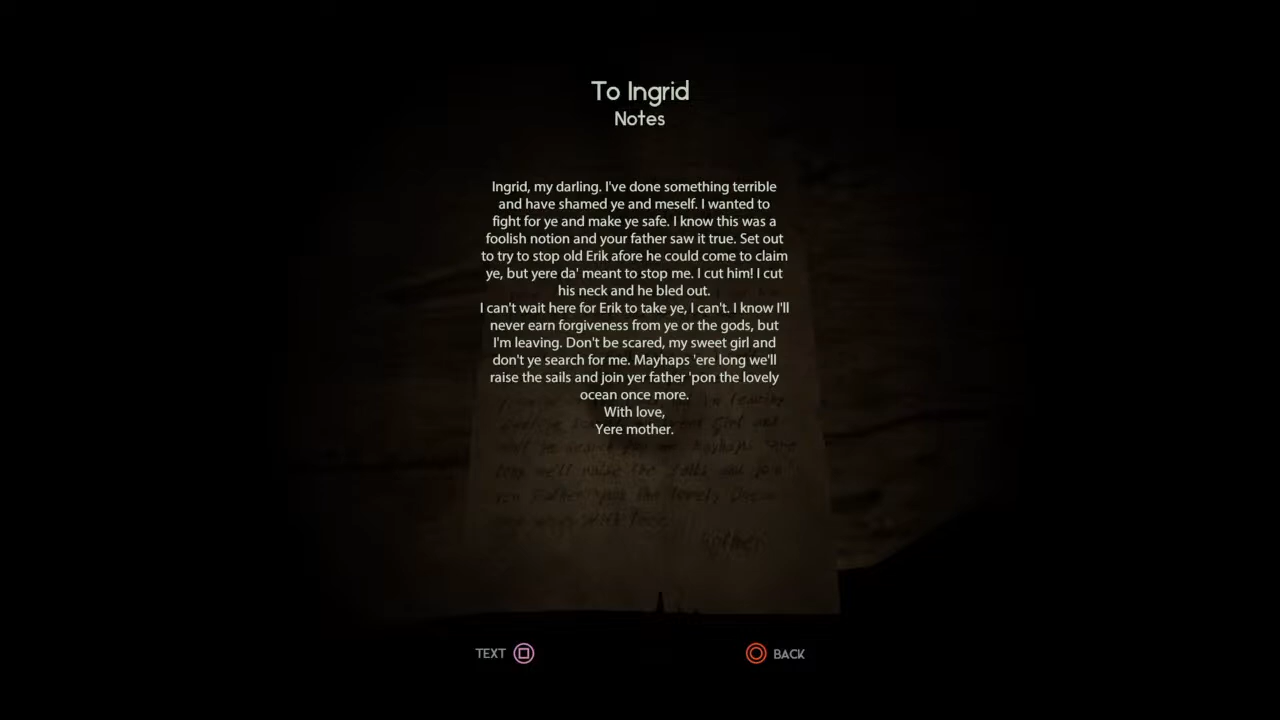 To Ingrid
Notes
Ingrid, my darling. I've done something terrible
and have shamed ye and meself. I wanted to
fight for ye and make ye safe. I know this was a
foolish notion and your father saw it true. Set out
to try to stop old Erik afore he could come to claim
ye, but yere da' meant to stop me. I cut him! I cut
his neck and he bled out.
I can't wait here for Erik to take ye, I can't. I know I'll
never earn forgiveness from ye or the gods, but
I'm leaving. Don't be scared, my sweet girl and
don't ye search for me. Mayhaps 'ere long we'll
raise the sails and join yer father 'pon the lovely
ocean once more.
With love,
Yere mother.
TEXT
BACK